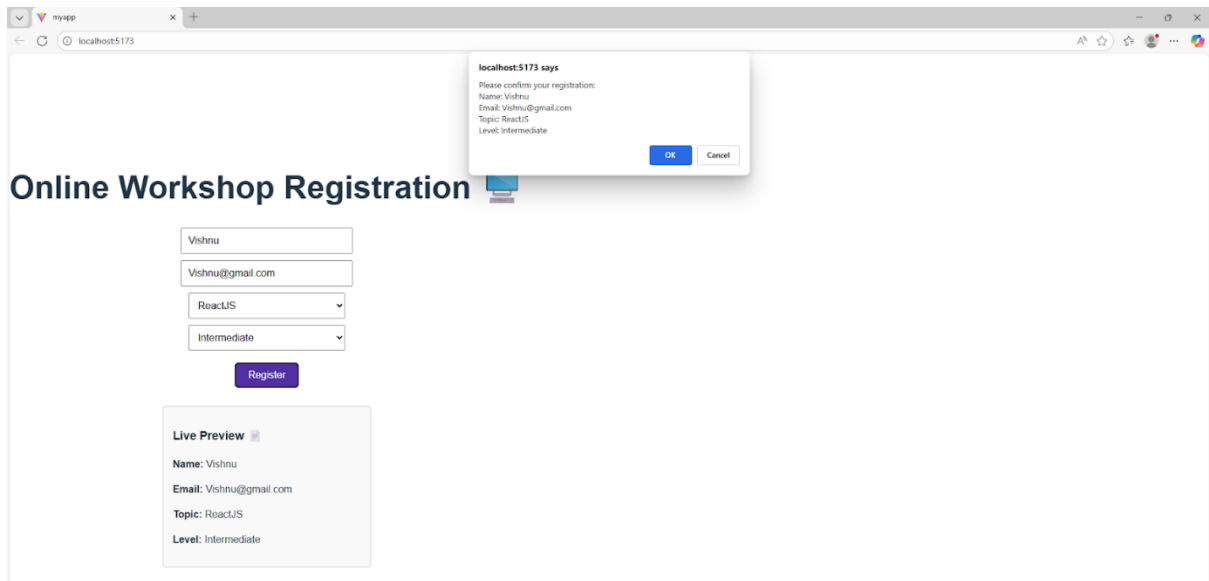 myapp
localhost:5173
localhost:5173 says
Please confirm your registration:
Name: Vishnu
Email: Vishnu@gmail.com
Topic: ReactJS
Level: Intermediate
OK Cancel
Online Workshop Registration
Vishnu
Vishnu@gmail.com
ReactJS
Intermediate
Register
Live Preview
Name: Vishnu
Email: Vishnu@gmail.com
Topic: ReactJS
Level: Intermediate